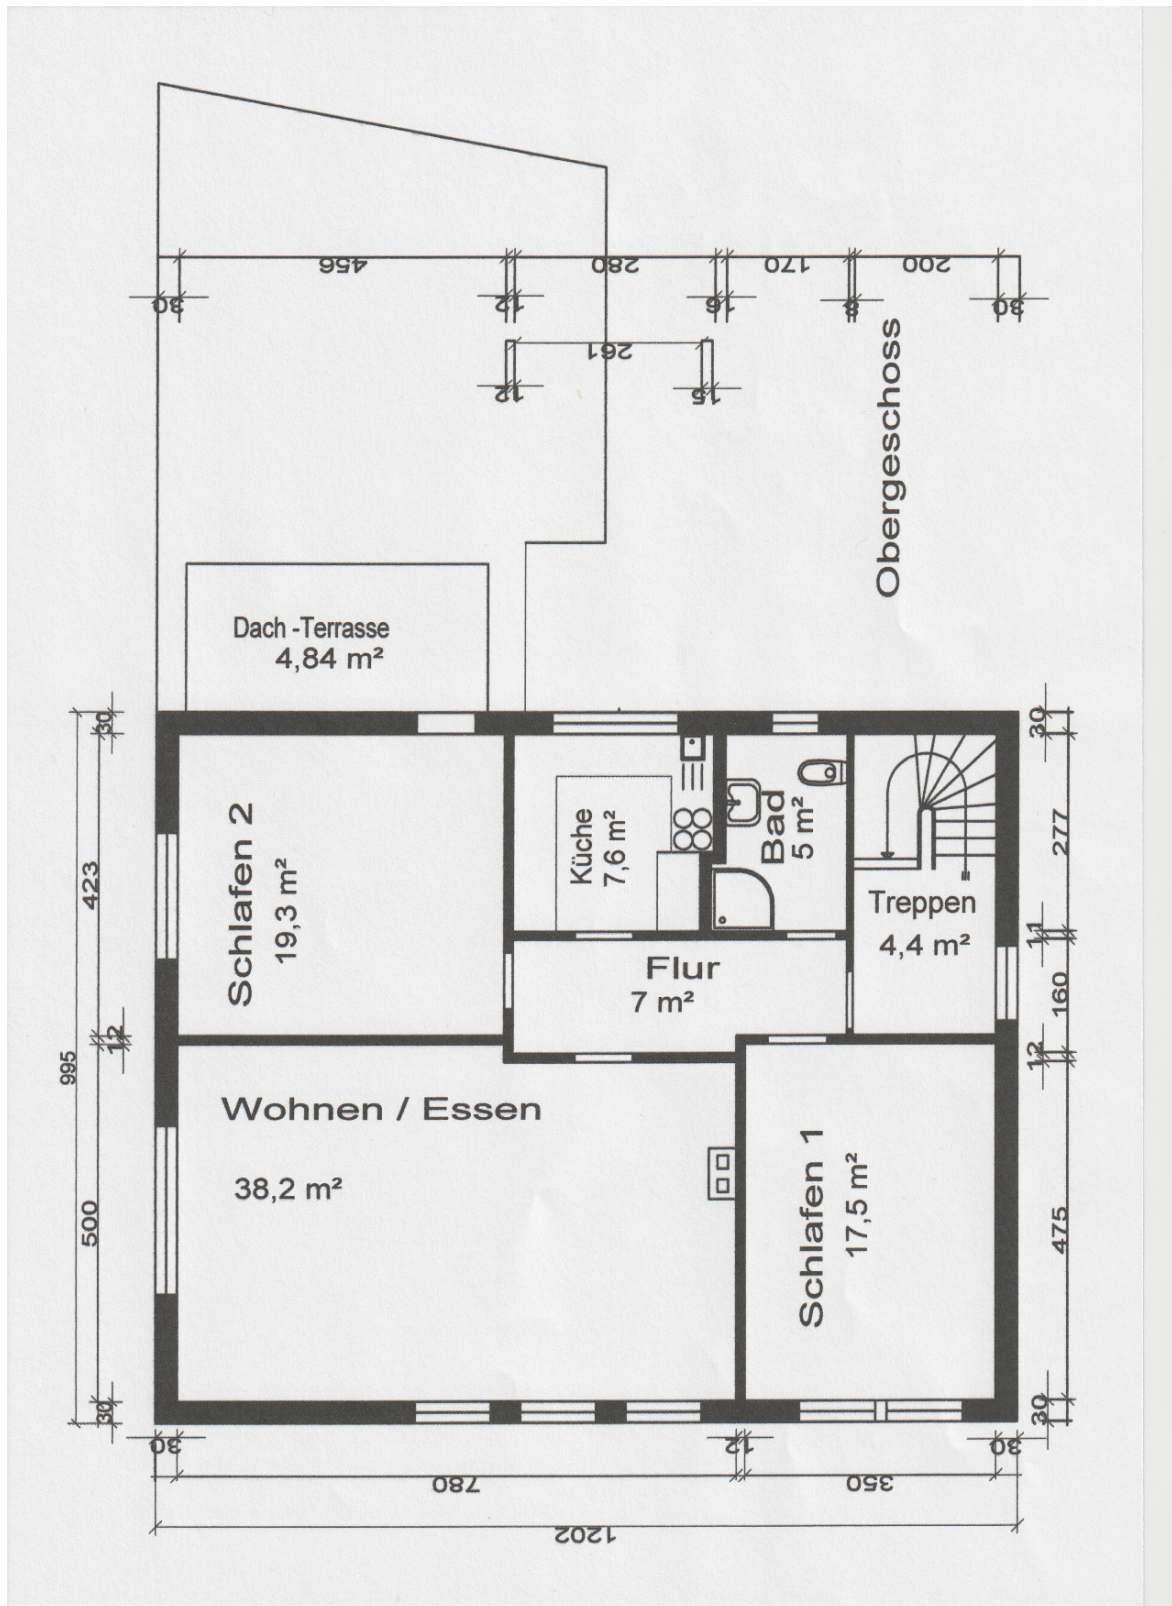 456
280
170
200
30
12
16
8
30
261
12
15
Obergeschoss
Dach -Terrasse
4,84 m²
30
423
12
995
500
30
Schlafen 2
19,3 m²
Küche
7,6 m²
Bad
5 m²
Treppen
4,4 m²
Flur
7 m²
Wohnen / Essen
38,2 m²
Schlafen 1
17,5 m²
30
277
11
160
12
475
30
30
12
30
780
350
1202